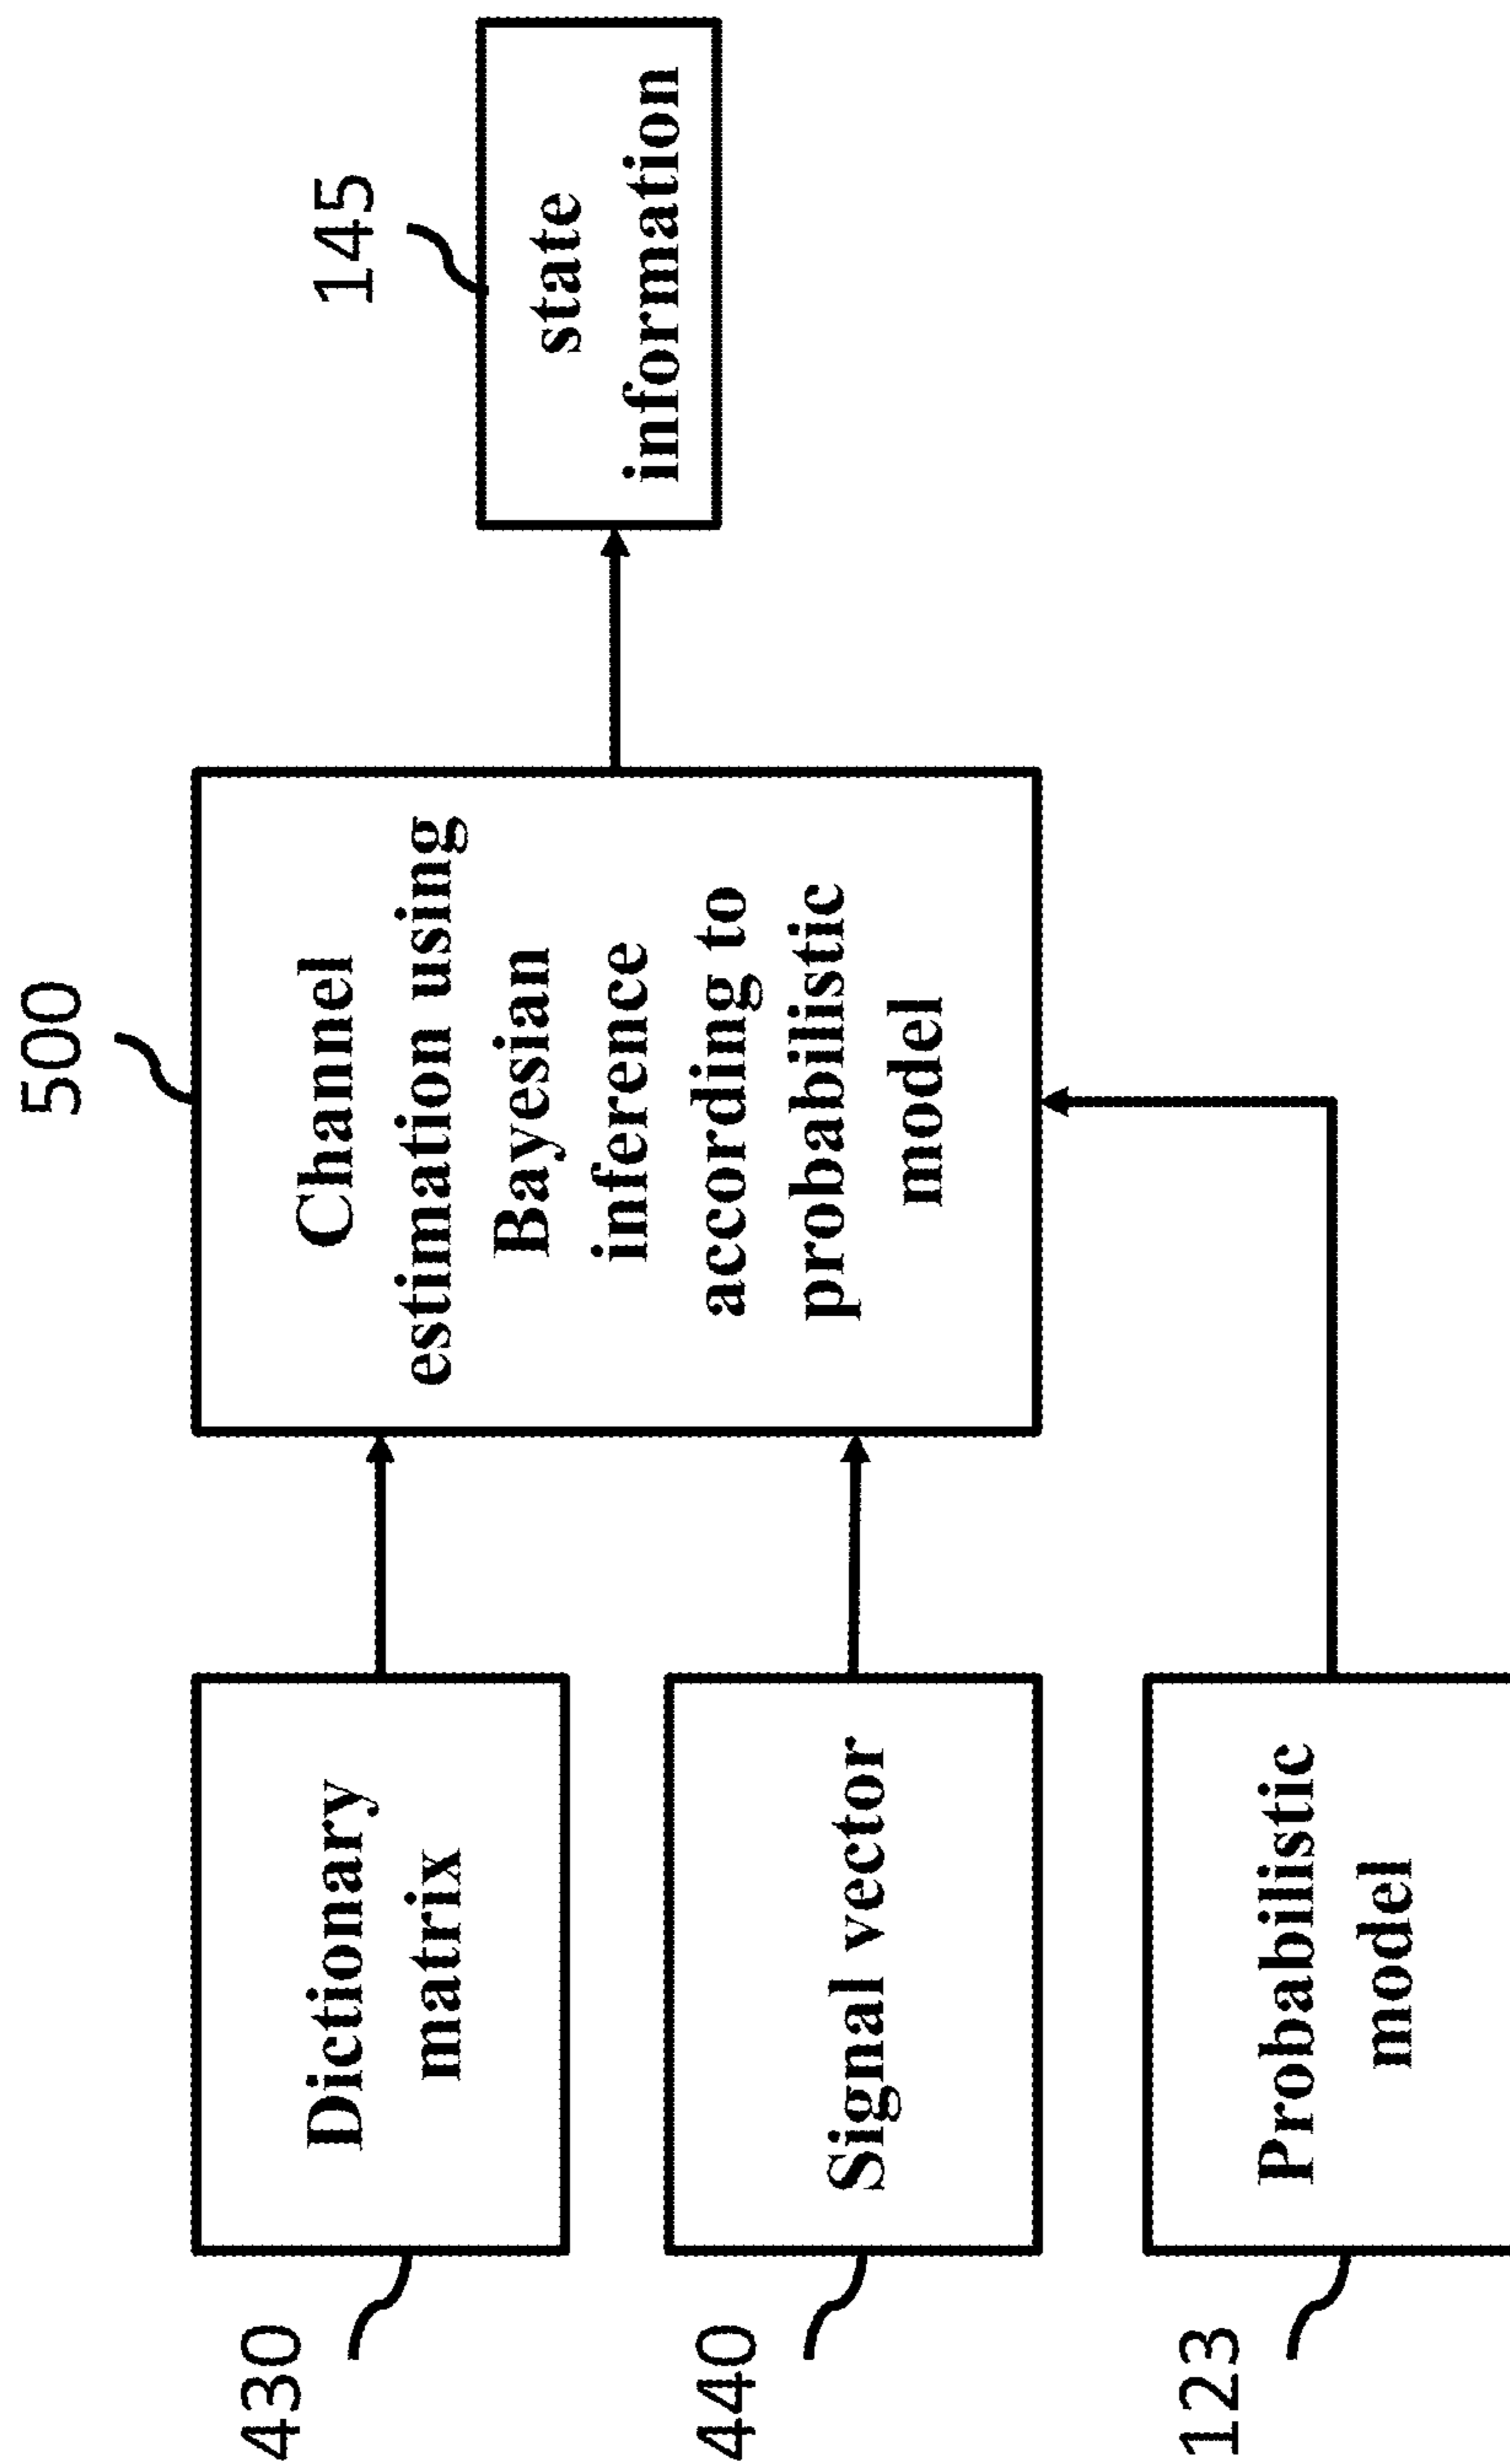 430
Dictionary
matrix
440
Signal vector
123
Probabilistic
model
500
Channel
estimation using
Bayesian
inference
according to
probabilistic
model
145
state
information